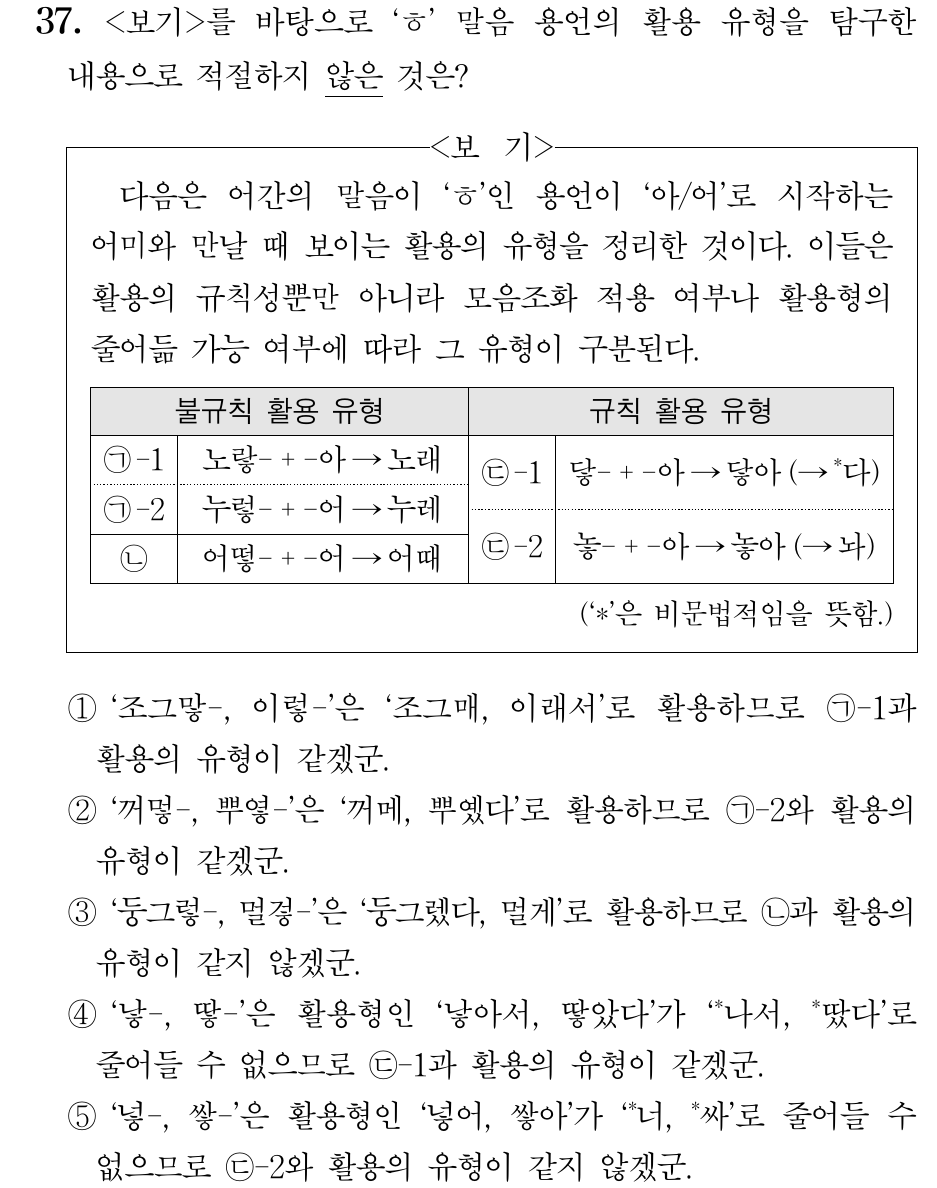 37. <보기>를 바탕으로 ‘ㅎ’ 말음 용언의 활용 유형을 탐구한
내용으로 적절하지 않은 것은?
<보 기>
다음은 어간의 말음이 ‘ㅎ’인 용언이 ‘아/어’로 시작하는
어미와 만날 때 보이는 활용의 유형을 정리한 것이다. 이들은
활용의 규칙성뿐만 아니라 모음조화 적용 여부나 활용형의
줄어듦 가능 여부에 따라 그 유형이 구분된다.
불규칙 활용 유형 규칙 활용 유형
㉠-1 노랗- + -아 → 노래
㉠-2 누렇- + -어 → 누레
㉡ 어떻- + -어 → 어때
㉢-1 닿- + -아 → 닿아 (→ *다)
㉢-2 놓- + -아 → 놓아 (→ 놔)
(‘*’은 비문법적임을 뜻함.)
① ‘조그맣-, 이렇-’은 ‘조그매, 이래서’로 활용하므로 ㉠-1과
활용의 유형이 같겠군.
② ‘꺼멓-, 뿌옇-’은 ‘꺼메, 뿌옜다’로 활용하므로 ㉠-2와 활용의
유형이 같겠군.
③ ‘둥그렇-, 멀겋-’은 ‘둥그렜다, 멀게’로 활용하므로 ㉡과 활용의
유형이 같지 않겠군.
④ ‘낳-, 땋-’은 활용형인 ‘낳아서, 땋았다’가 ‘*나서, *땄다’로
줄어들 수 없으므로 ㉢-1과 활용의 유형이 같겠군.
⑤ ‘넣-, 쌓-’은 활용형인 ‘넣어, 쌓아’가 ‘*너, *싸’로 줄어들 수
없으므로 ㉢-2와 활용의 유형이 같지 않겠군.